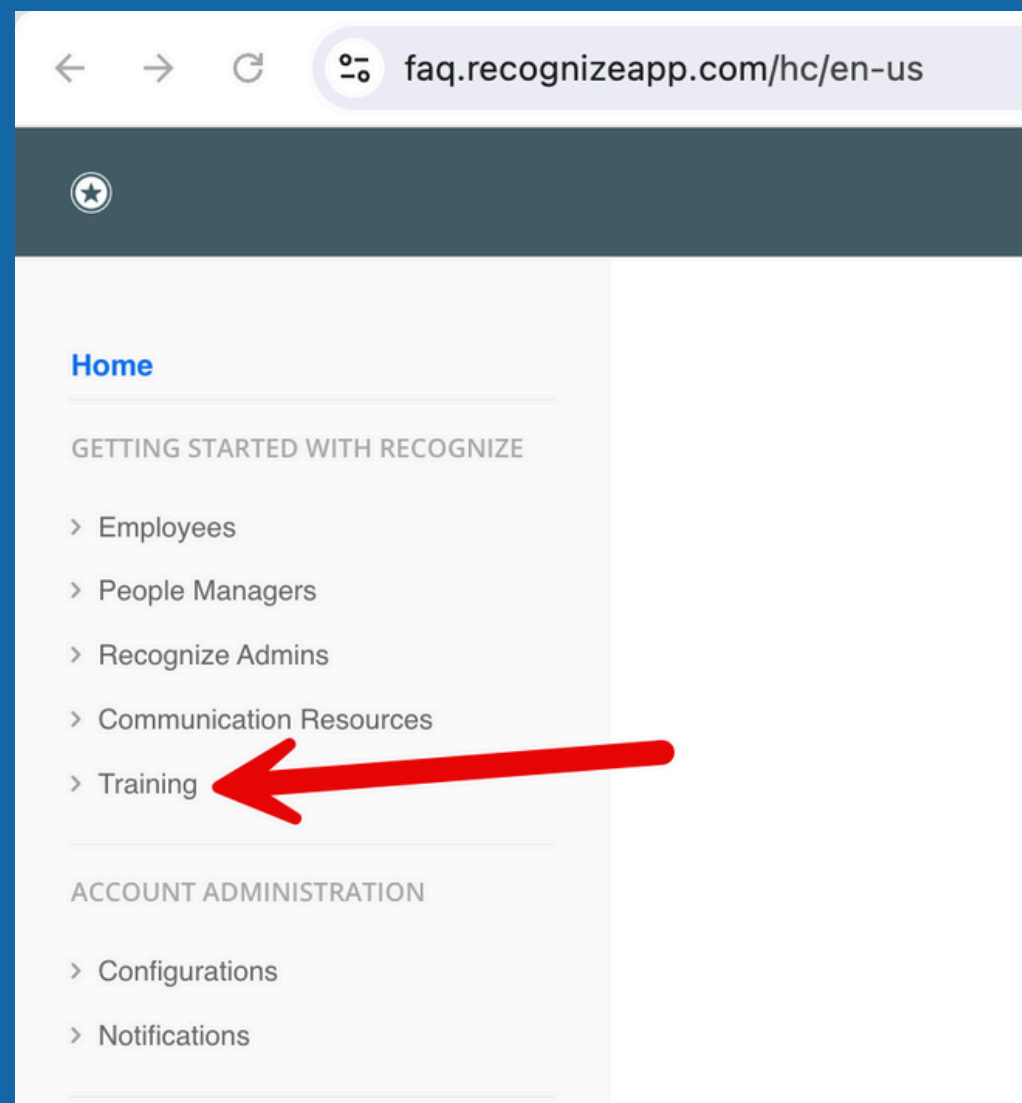 faq.recognizeapp.com/hc/en-us
Home
GETTING STARTED WITH RECOGNIZE
Employees
People Managers
Recognize Admins
Communication Resources
Training
ACCOUNT ADMINISTRATION
Configurations
Notifications